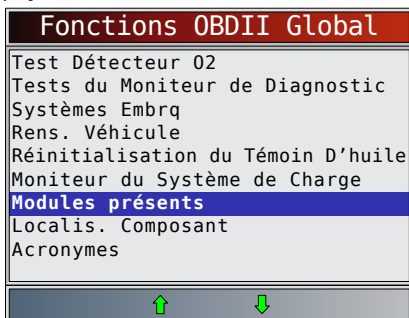 Fonctions OBDII Global
Test Détecteur O2
Tests du Moniteur de Diagnostic
Systèmes Embrq
Rens. Véhicule
Réinitialisation du Témoin D’huile
Moniteur du Système de Charge
Modules présents
Localis. Composant
Acronymes